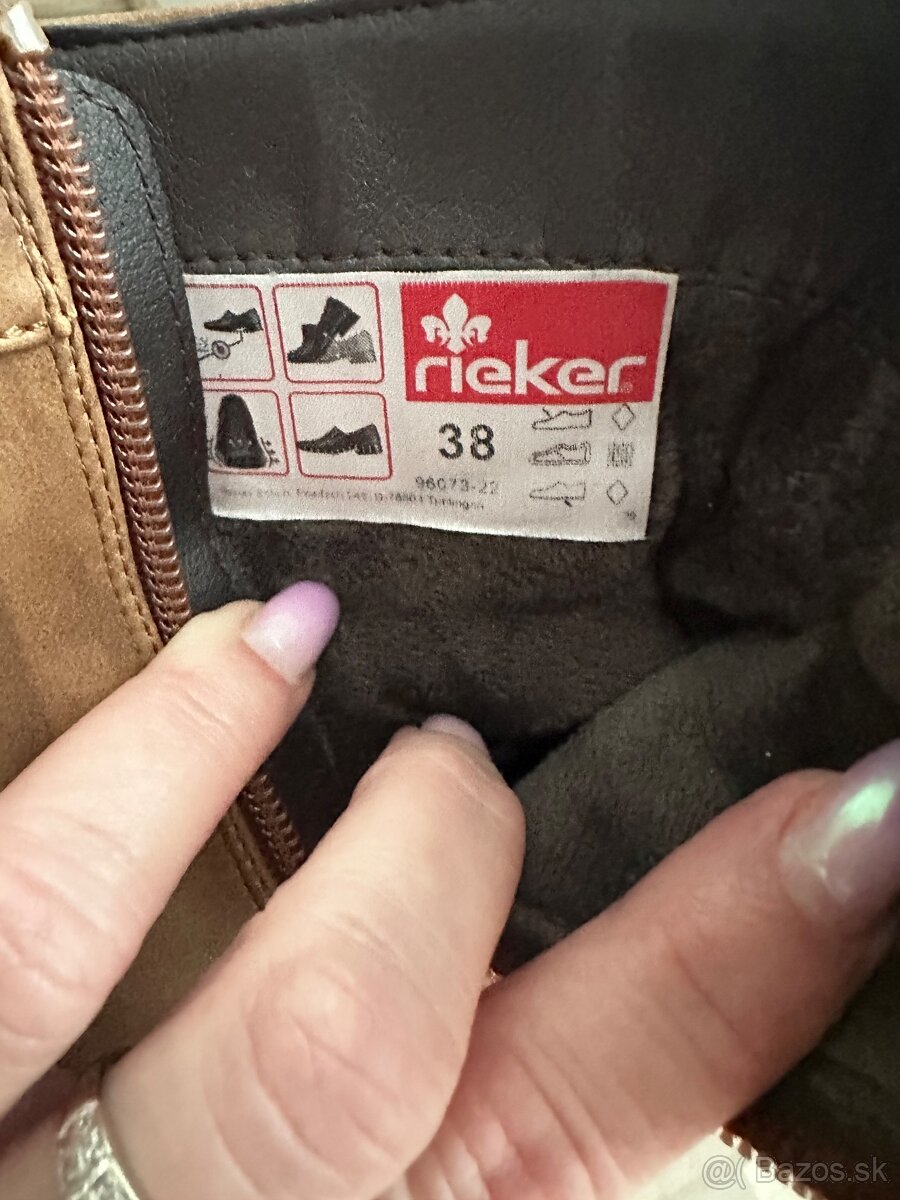 rieker
38
96073-22
@( Bazos.sk